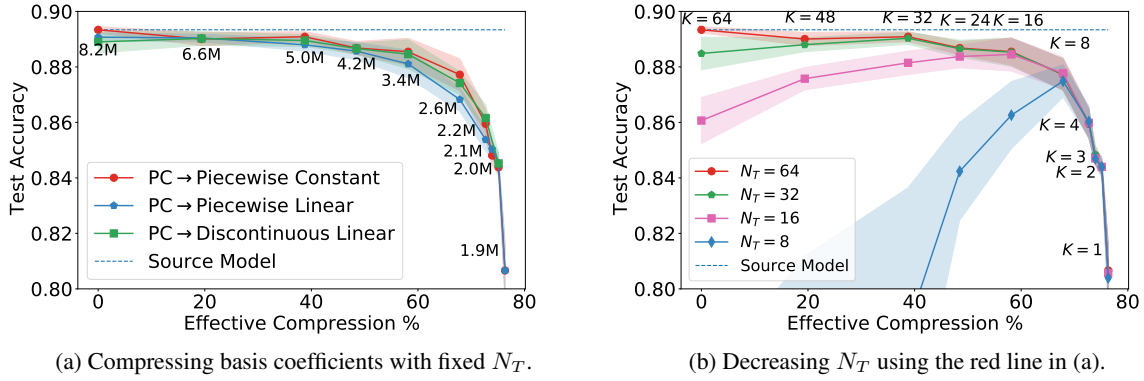 0.90
0.88
0.86
0.84
0.82
0.80
Test Accuracy
8.2M
6.6M
5.0M
4.2M
3.4M
2.6M
2.2M
2.1M
2.0M
1.9M
PC→Piecewise Constant
PC→Piecewise Linear
PC→Discontinuous Linear
Source Model
0 20 40 60 80
Effective Compression %
(a) Compressing basis coefficients with fixed N_T.
0.90
0.88
0.86
0.84
0.82
0.80
Test Accuracy
K = 64
K = 48
K = 32
K = 24
K = 16
K = 8
K = 4
K = 3
K = 2
K = 1
N_T = 64
N_T = 32
N_T = 16
N_T = 8
Source Model
0 20 40 60 80
Effective Compression %
(b) Decreasing N_T using the red line in (a).